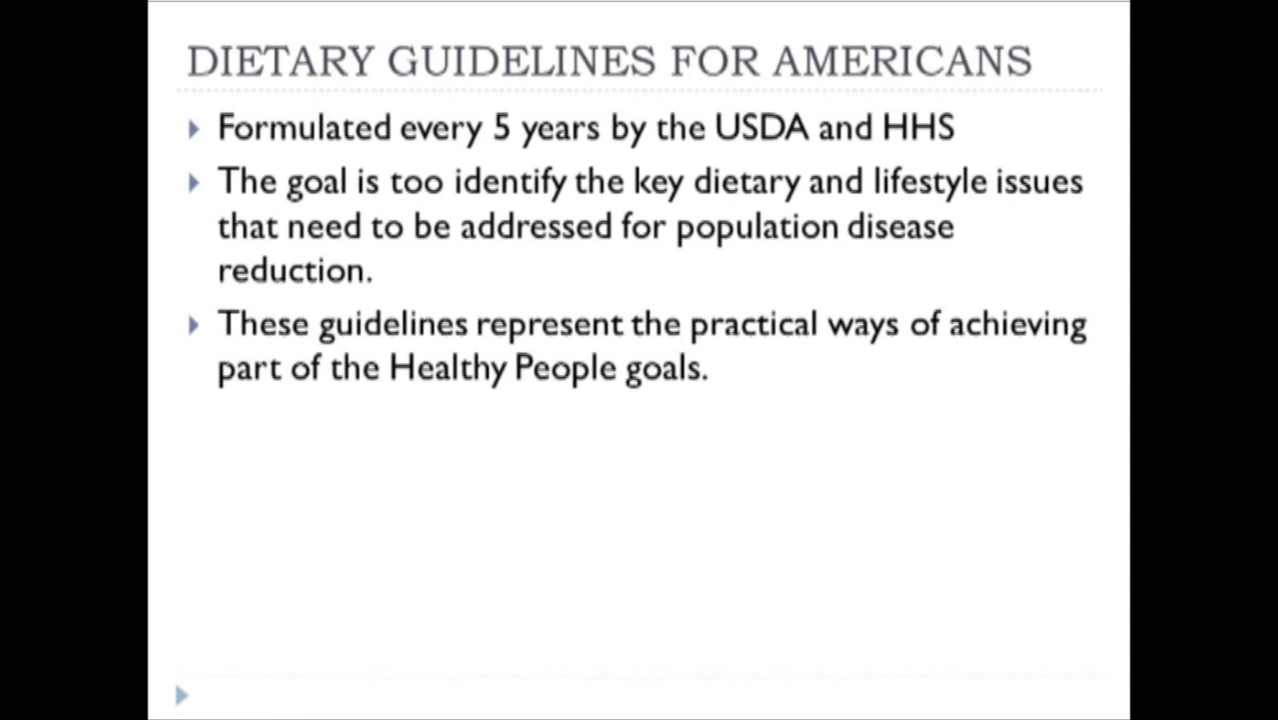 DIETARY GUIDELINES FOR AMERICANS
Formulated every 5 years by the USDA and HHS
The goal is too identify the key dietary and lifestyle issues
that need to be addressed for population disease
reduction.
These guidelines represent the practical ways of achieving
part of the Healthy People goals.